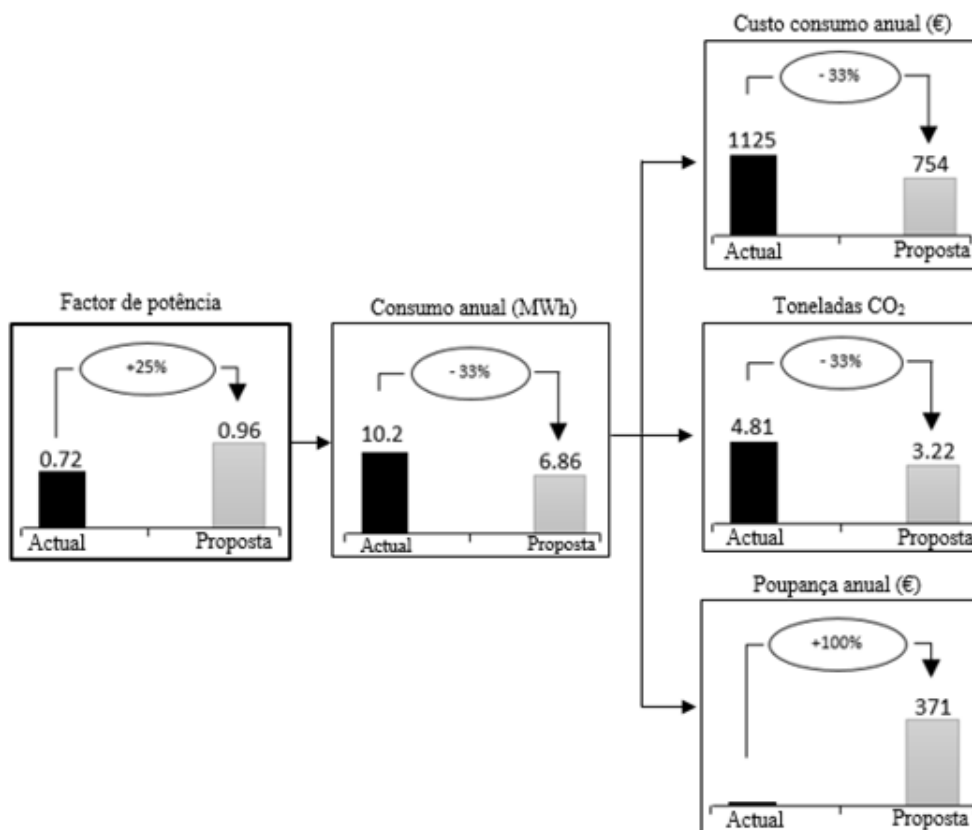 Custo consumo anual (€)
- 33%
1125
754
Actual
Proposta
Factor de potência
+25%
0.72
0.96
Actual
Proposta
Consumo anual (MWh)
- 33%
10.2
6.86
Actual
Proposta
Toneladas CO₂
- 33%
4.81
3.22
Actual
Proposta
Poupança anual (€)
+100%
371
Actual
Proposta